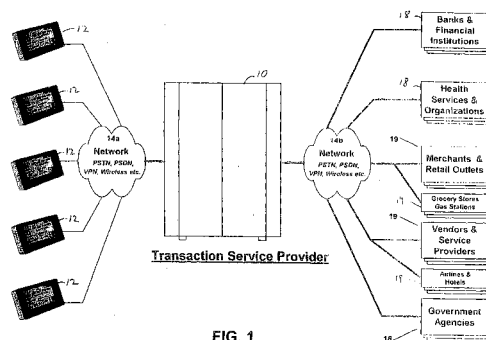 12
12
12
12
12
14a
Network
PSTN, PSDN,
VPN, Wireless etc.
10
Transaction Service Provider
14b
Network
PSTN, PSDN,
VPN, Wireless etc.
18
Banks &
Financial
Institutions
18
Health
Services &
Organizations
19
Merchants &
Retail Outlets
19
Grocery Stores
Gas Stations
19
Vendors &
Service
Providers
19
Airlines &
Hotels
Government
Agencies
18
FIG. 1